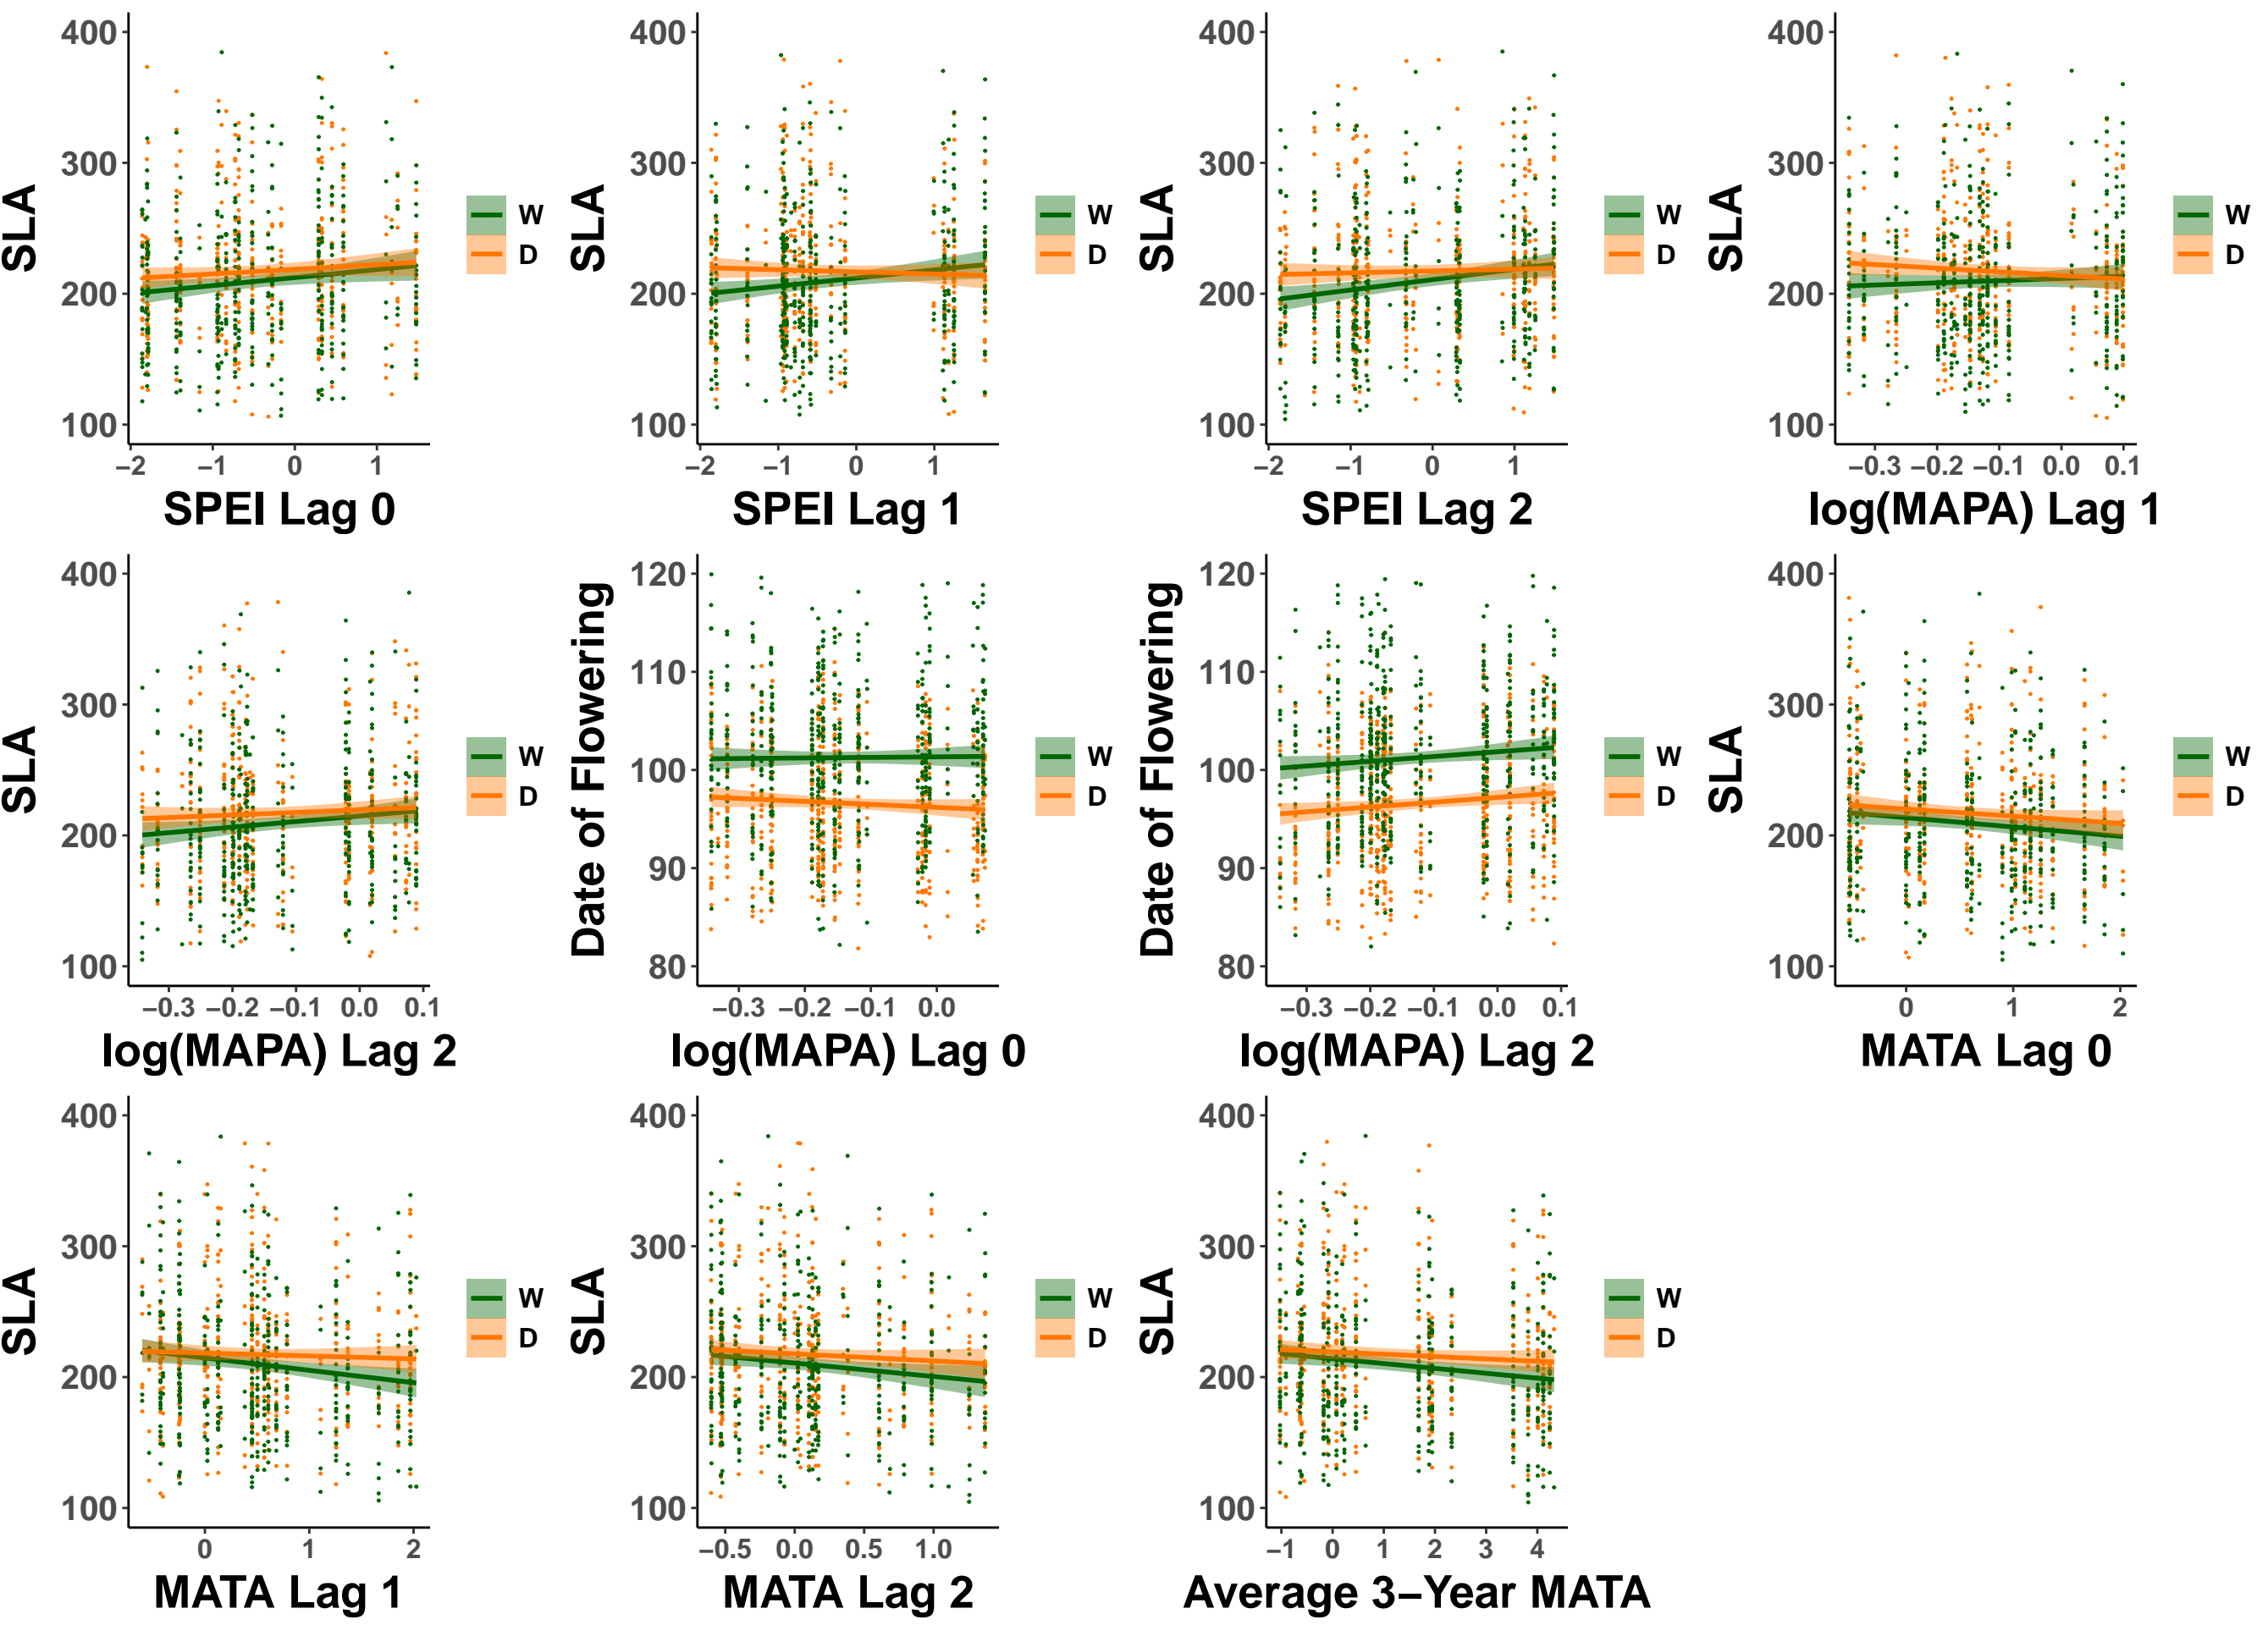 SLA
400
300
200
100
−2 −1 0 1
SPEI Lag 0
W
D
SLA
400
300
200
100
−2 −1 0 1
SPEI Lag 1
W
D
SLA
400
300
200
100
−2 −1 0 1
SPEI Lag 2
W
D
SLA
400
300
200
100
−0.3 −0.2 −0.1 0.0 0.1
log(MAPA) Lag 1
W
D
SLA
400
300
200
100
−0.3 −0.2 −0.1 0.0 0.1
log(MAPA) Lag 2
W
D
Date of Flowering
120
110
100
90
80
−0.3 −0.2 −0.1 0.0
log(MAPA) Lag 0
W
D
Date of Flowering
120
110
100
90
80
−0.3 −0.2 −0.1 0.0 0.1
log(MAPA) Lag 2
W
D
SLA
400
300
200
100
0 1 2
MATA Lag 0
W
D
SLA
400
300
200
100
0 1 2
MATA Lag 1
W
D
SLA
400
300
200
100
−0.5 0.0 0.5 1.0
MATA Lag 2
W
D
SLA
400
300
200
100
−1 0 1 2 3 4
Average 3−Year MATA
W
D